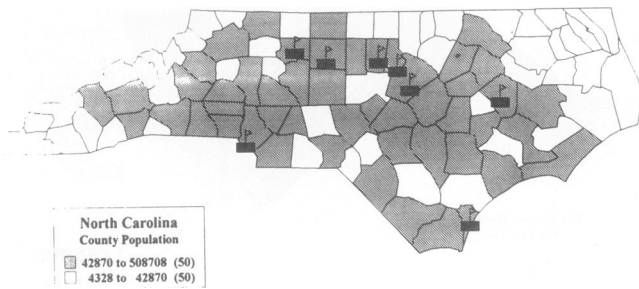 North Carolina
County Population
42870 to 508708 (50)
4328 to 42870 (50)